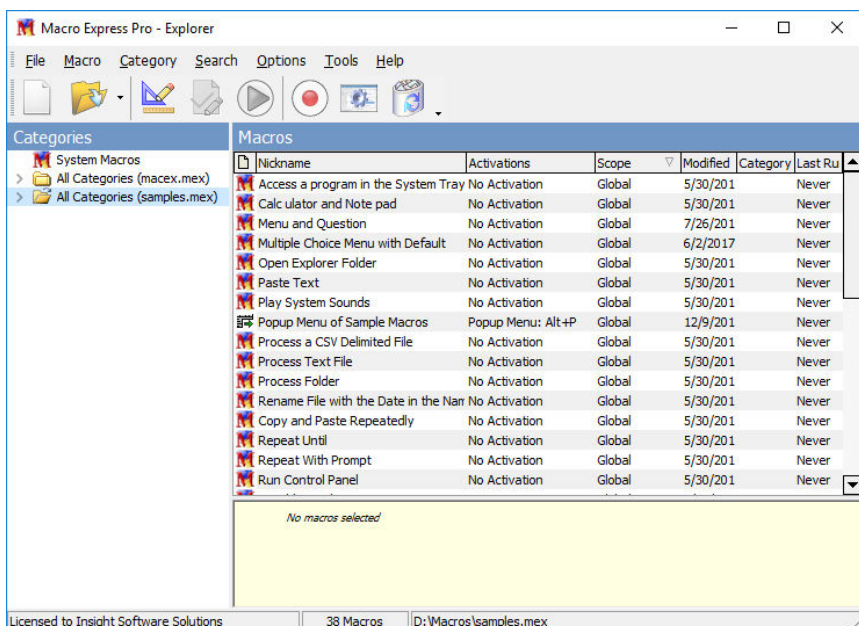 Macro Express Pro - Explorer
File Macro Category Search Options Tools Help
Categories
System Macros
All Categories (macex.mex)
All Categories (samples.mex)
Macros
Nickname Activations Scope Modified Category Last Ru
Access a program in the System Tray No Activation Global 5/30/201 Never
Calc ulator and Note pad No Activation Global 5/30/201 Never
Menu and Question No Activation Global 7/26/201 Never
Multiple Choice Menu with Default No Activation Global 6/2/2017 Never
Open Explorer Folder No Activation Global 5/30/201 Never
Paste Text No Activation Global 5/30/201 Never
Play System Sounds No Activation Global 5/30/201 Never
Popup Menu of Sample Macros Popup Menu: Alt+P Global 12/9/201 Never
Process a CSV Delimited File No Activation Global 5/30/201 Never
Process Text File No Activation Global 5/30/201 Never
Process Folder No Activation Global 5/30/201 Never
Rename File with the Date in the Nam No Activation Global 5/30/201 Never
Copy and Paste Repeatedly No Activation Global 5/30/201 Never
Repeat Until No Activation Global 5/30/201 Never
Repeat With Prompt No Activation Global 5/30/201 Never
Run Control Panel No Activation Global 5/30/201 Never
No macros selected
Licensed to Insight Software Solutions 38 Macros D:\Macros\samples.mex